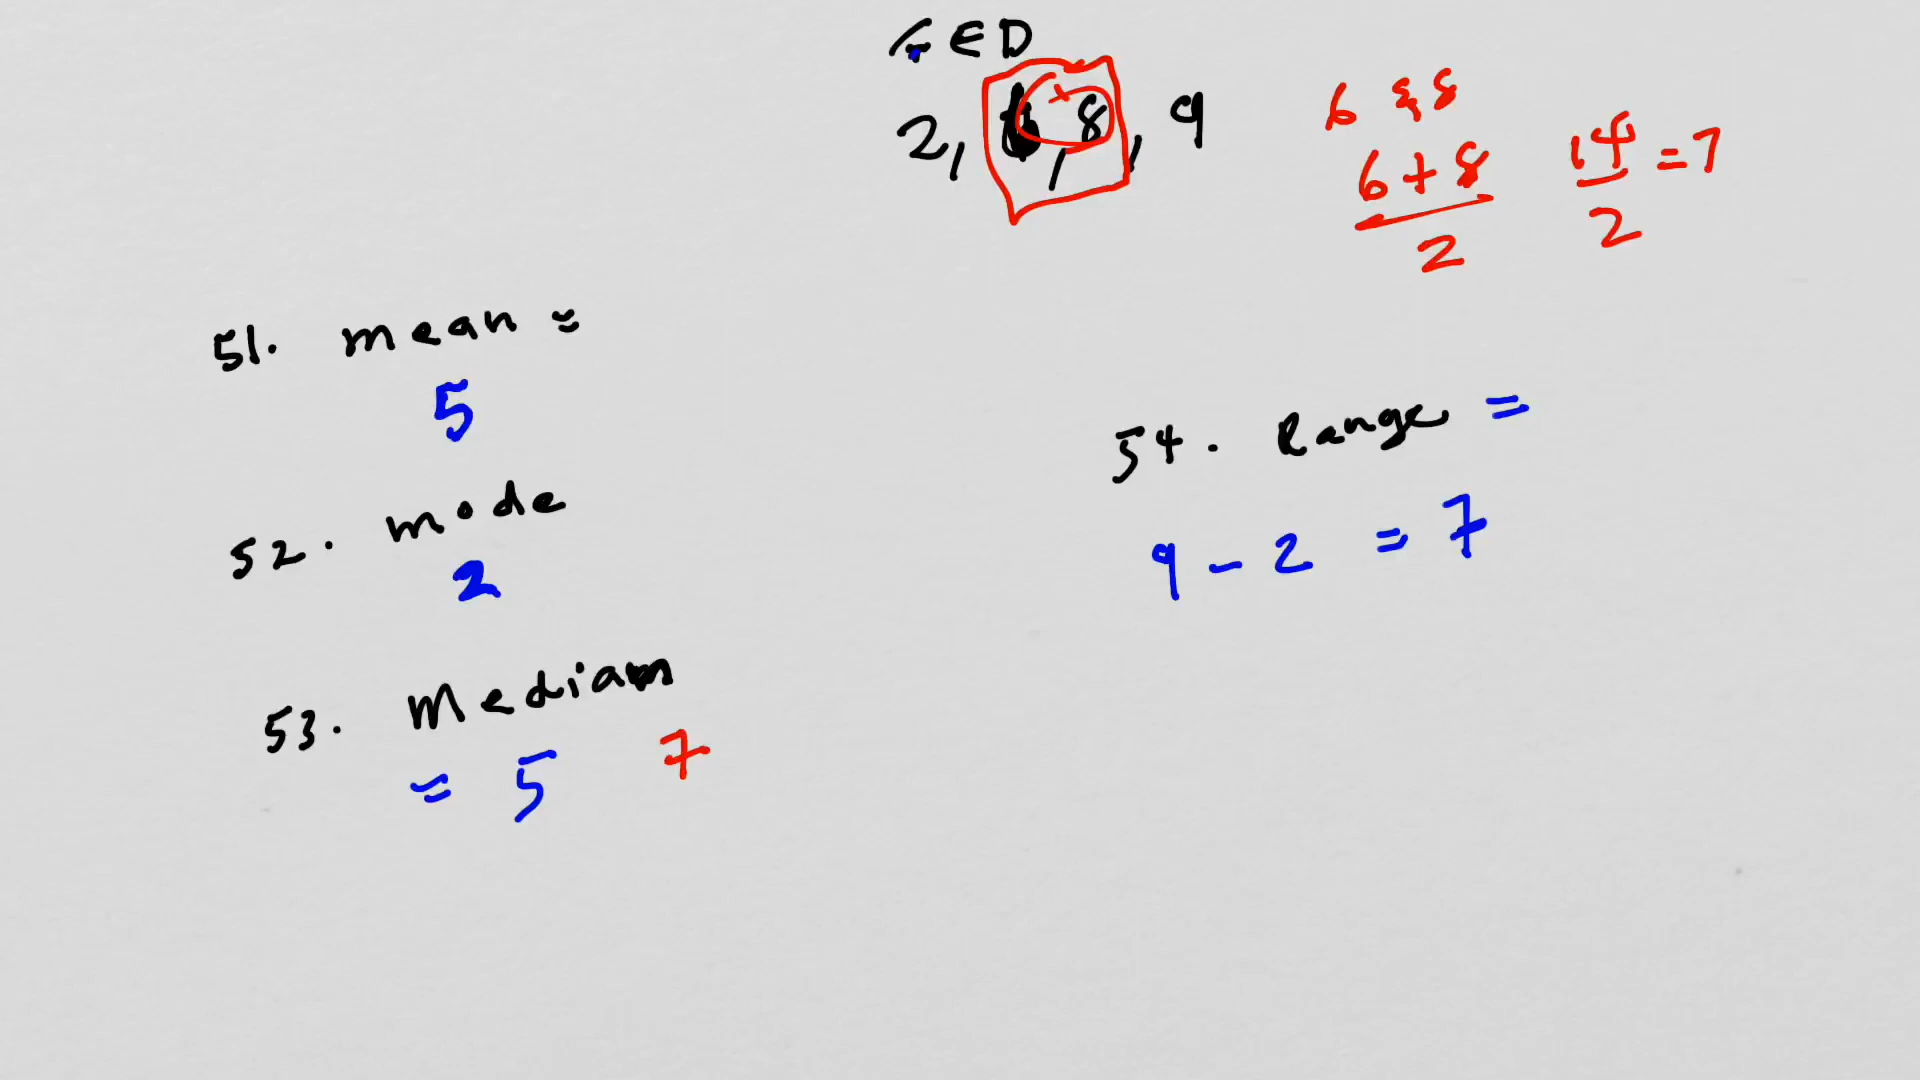 GED
2, 6, 8, 9
6 & 8
6 + 8
2
14 = 7
2
51. mean =
5
52. mode
2
53. Median
= 5 7
54. Range =
9 - 2 = 7